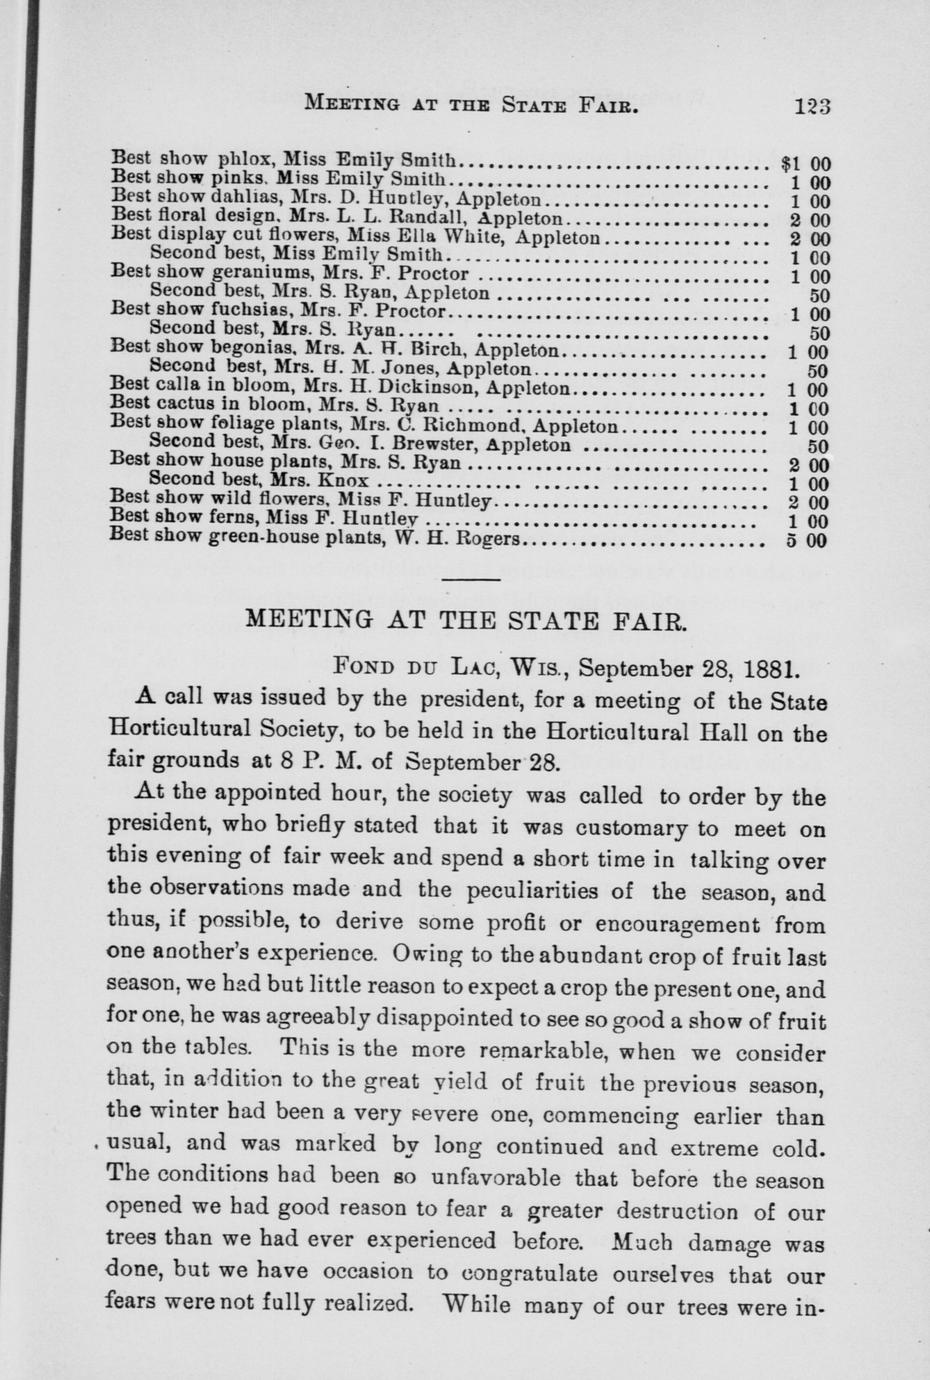 MEETING AT THE STATE FAIR. 123
Best show phlox, Miss Emily Smith................................ $1 00
Best show pinks. Miss Emily Smith................................ 1 00
Best show dahlias, Mrs. D. Huntley, Appleton....................... 1 00
Best floral design. Mrs. L. L. Randall, Appleton..................... 2 00
Best display cut flowers, Miss Ella White, Appleton............. ... 2 00
Second best, Miss Emily Smith................................ 1 00
Best show geraniums, Mrs. F. Proctor .............................. 1 00
Second best, Mrs. S. Ryan, Appleton ................. ... ....... 50
Best show fuchsias, Mrs. F. Proctor................................ 1 00
Second best, Mrs. S. Ryan...... .............................. 50
Best show begonias, Mrs. A. H. Birch, Appleton..................... 1 00
Second best, Mrs. H. M. Jones, Appleton............... ........ 50
Best calla in bloom, Mrs. H. Dickinson, Appleton.................... 1 00
Best cactus in bloom, Mrs. S. Ryan ..... ........................... 1 00
Best show foliage plants, Mrs. C. Richmond, Appleton...... ........ 1 00
Second best, Mrs. Geo. I. Brewster, Appleton ................... 50
Best show house plants, Mrs. S. Ryan .............. ................ 2 00
Second best, Mrs. Knox ............... ....... ........ ....... 1 00
Best show wild flowers, Miss F. Huntley............................ 2 00
Best show ferns, Miss F. Huntley .................................. 1 00
Best show green-house plants, W. H. Rogers......................... 5 00
MEETING AT THE STATE FAIR.
FOND DU LAC, WIS., September 28, 1881.
A call was issued by the president, for a meeting of the State
Horticultural Society, to be held in the Horticultural Hall on the
fair grounds at 8 P. M. of September 28.
At the appointed hour, the society was called to order by the
president, who briefly stated that it was customary to meet on
this evening of fair week and spend a short time in talking over
the observations made and the peculiarities of the season, and
thus, if possible, to derive some profit or encouragement from
one another's experience. Owing to the abundant crop of fruit last
season, we had but little reason to expect a crop the present one, and
for one, he was agreeably disappointed to see so good a show of fruit
on the tables. This is the more remarkable, when we consider
that, in addition to the great yield of fruit the previous season,
the winter had been a very severe one, commencing earlier than
usual, and was marked by long continued and extreme cold.
The conditions had been so unfavorable that before the season
opened we had good reason to fear a greater destruction of our
trees than we had ever experienced before. Much damage was
done, but we have occasion to congratulate ourselves that our
fears were not fully realized. While many of our trees were in-